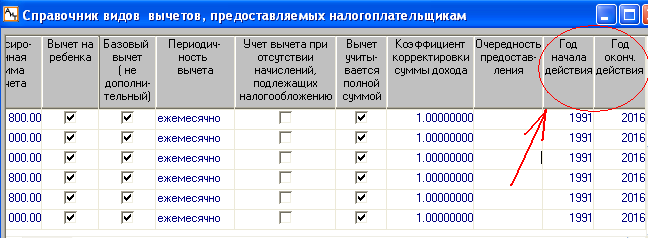 Справочник видов вычетов, предоставляемых налогоплательщикам
сиро-
нная
мма
чета
Вычет на
ребенка
Базовый
вычет
( не
дополни-
тельный)
Периодич-
ность
вычета
Учет вычета при
отсутствии
начислений,
подлежащих
налогообложению
Вычет
учиты-
вается
полной
суммой
Коэффициент
корректировки
суммы дохода
Очередность
предостав-
ления
Год
начала
действия
Год
оконч.
действия
800.00 ежемесячно 1.00000000 1991 2016
000.00 ежемесячно 1.00000000 1991 2016
000.00 ежемесячно 1.00000000 1991 2016
800.00 ежемесячно 1.00000000 1991 2016
800.00 ежемесячно 1.00000000 1991 2016
000.00 ежемесячно 1.00000000 1991 2016